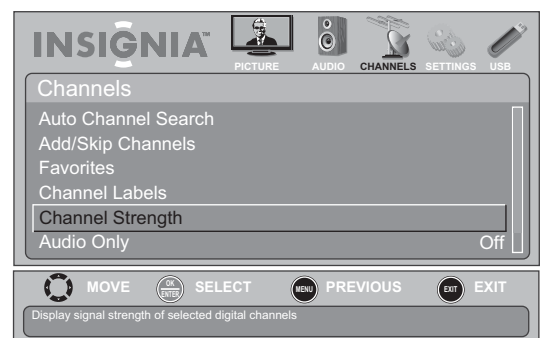 INSIGNIA™
PICTURE AUDIO CHANNELS SETTINGS USB
Channels
Auto Channel Search
Add/Skip Channels
Favorites
Channel Labels
Channel Strength
Audio Only Off
MOVE OK ENTER SELECT MENU PREVIOUS EXIT EXIT
Display signal strength of selected digital channels